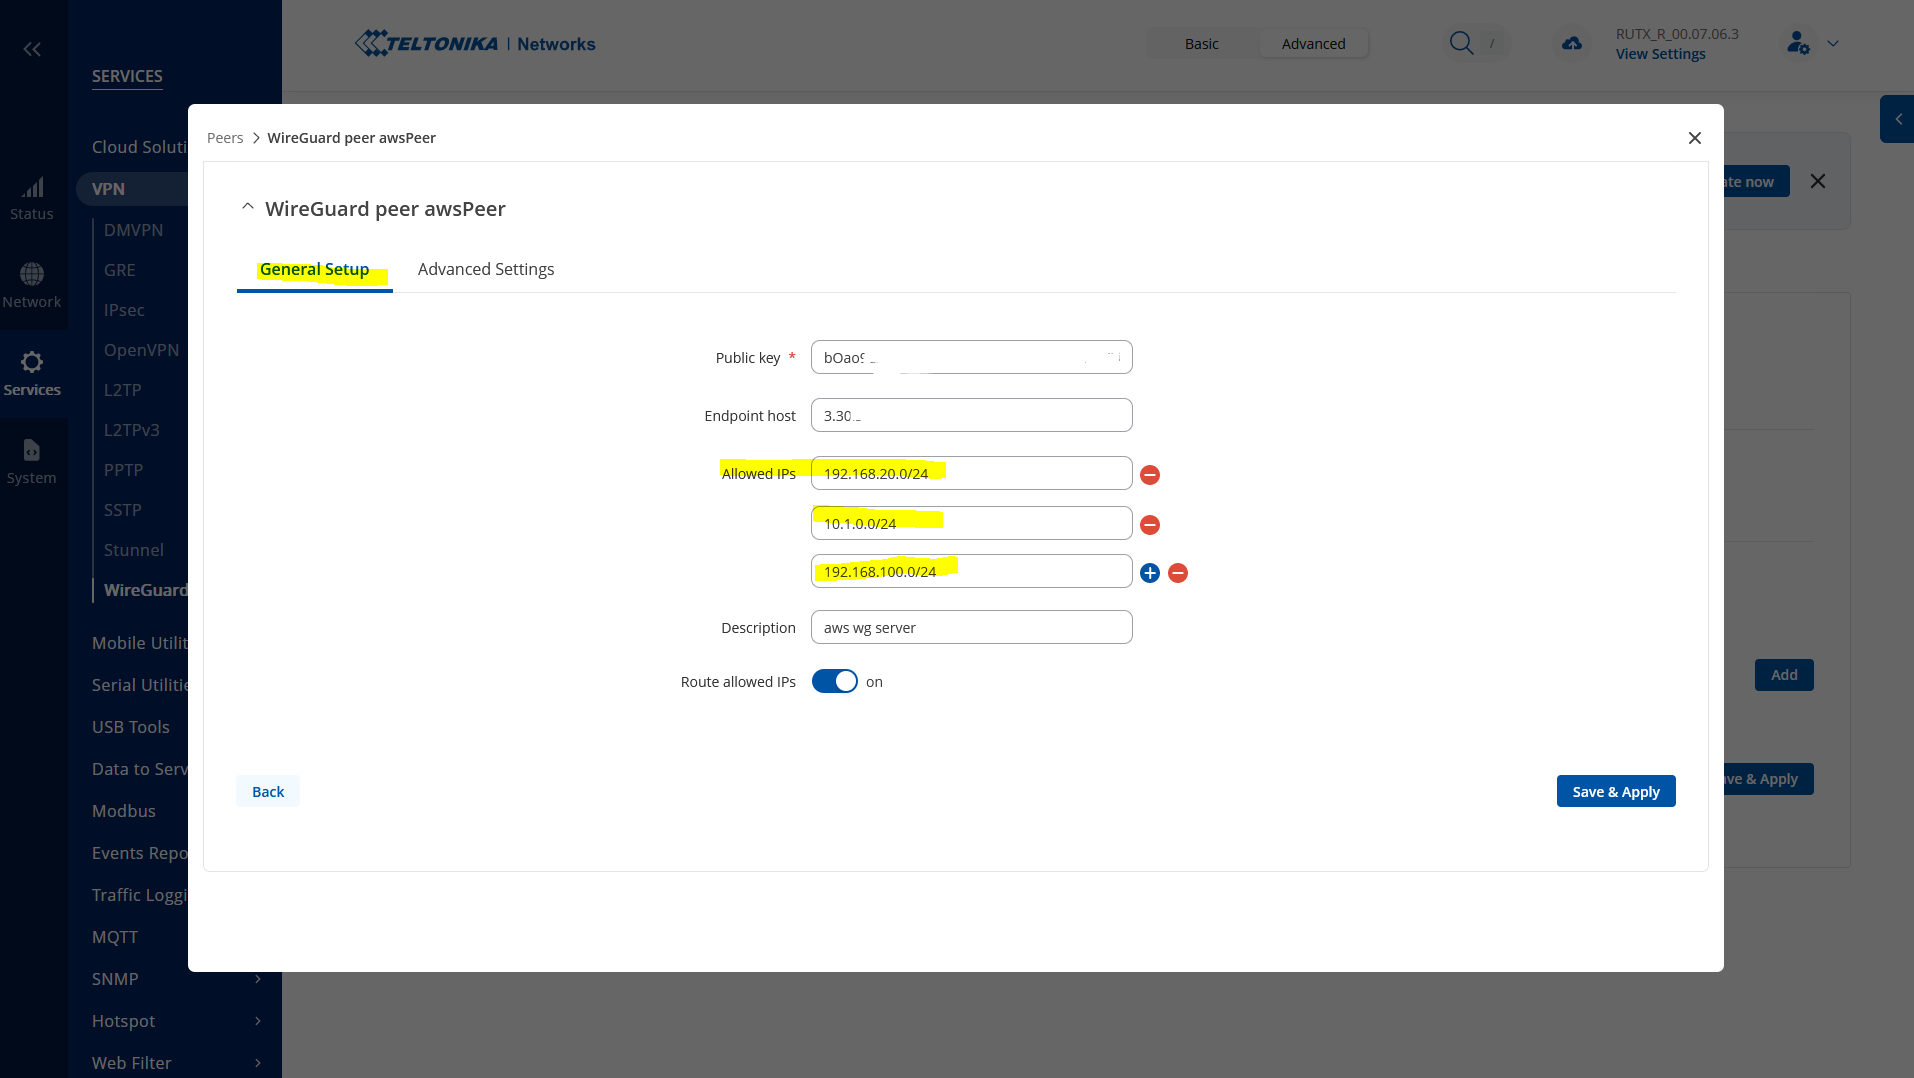 TELTONIKA | Networks
Basic
Advanced
/
RUTX_R_00.07.06.3
View Settings
SERVICES
Status
Network
Services
System
Cloud Soluti
VPN
DMVPN
GRE
IPsec
OpenVPN
L2TP
L2TPv3
PPTP
SSTP
Stunnel
WireGuard
Mobile Utilit
Serial Utilitie
USB Tools
Data to Serv
Modbus
Events Repo
Traffic Loggi
MQTT
SNMP
Hotspot
Web Filter
Peers > WireGuard peer awsPeer
WireGuard peer awsPeer
General Setup
Advanced Settings
Public key *
bOao
Endpoint host
3.30
Allowed IPs
192.168.20.0/24
10.1.0.0/24
192.168.100.0/24
Description
aws wg server
Route allowed IPs
on
Back
Save & Apply
ate now
Add
ve & Apply